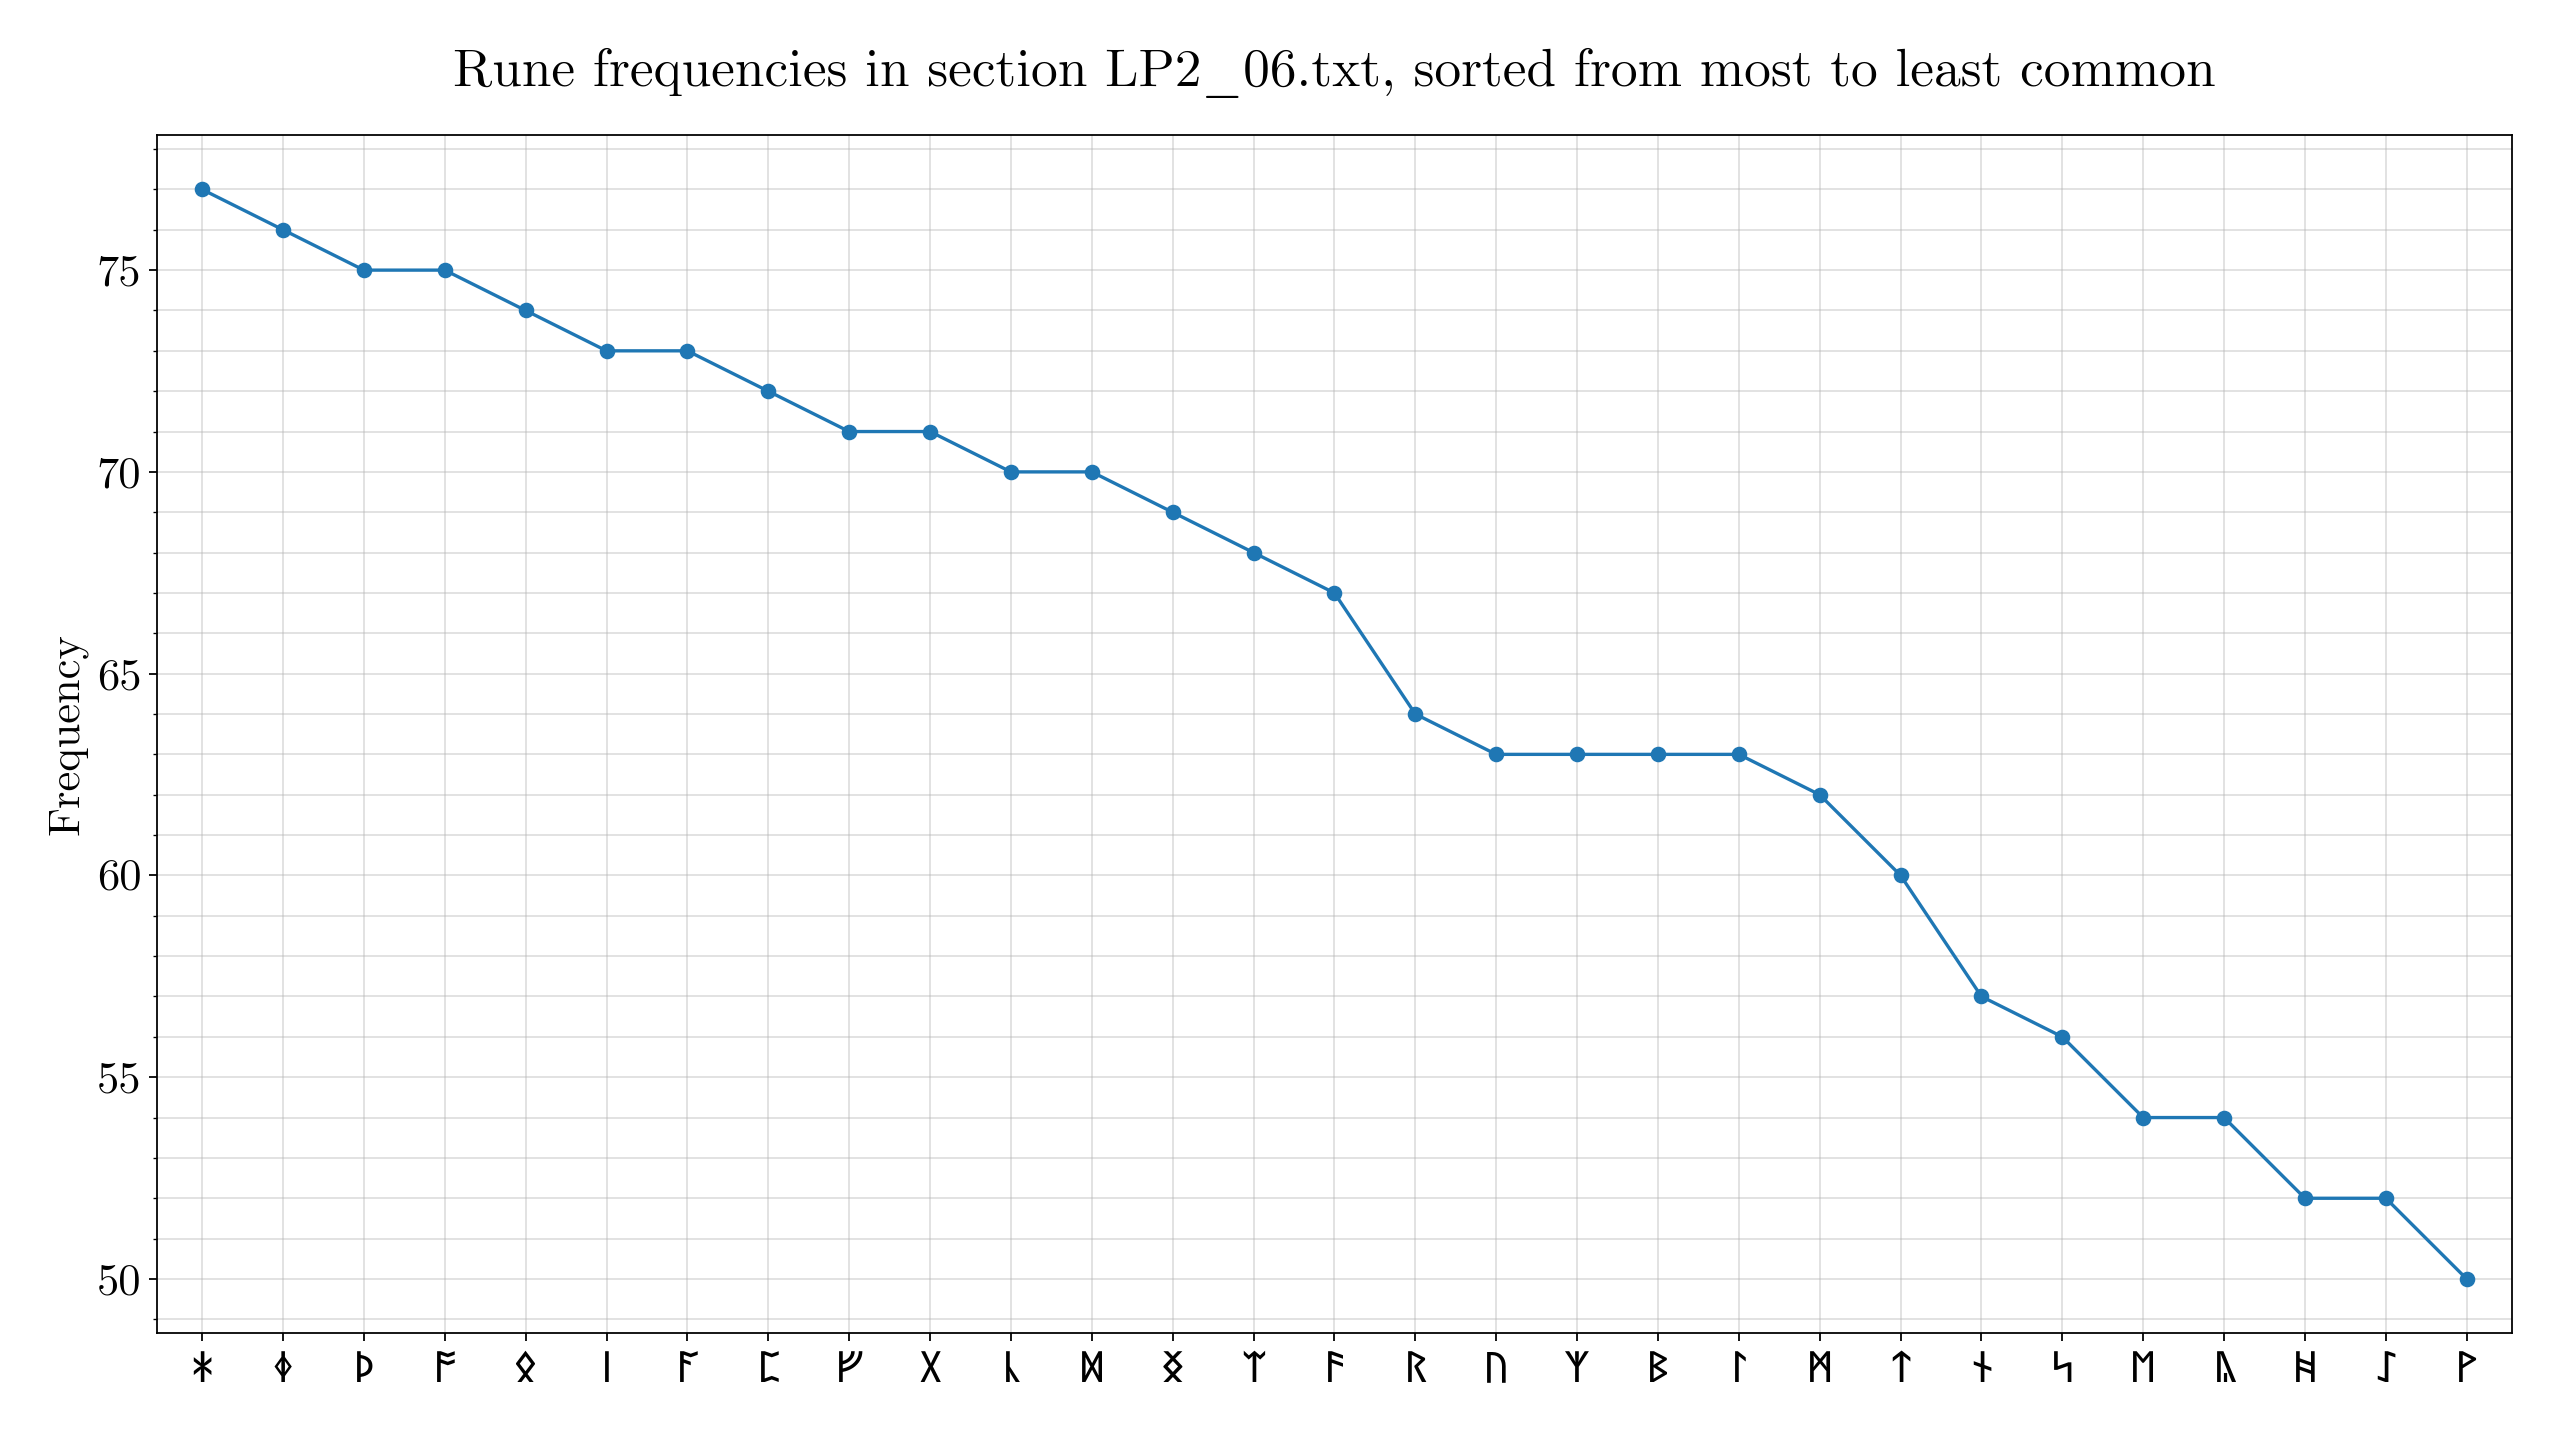 Rune frequencies in section LP2_06.txt, sorted from most to least common
Frequency
75
70
65
60
55
50
ᛡ ᛄ ᚦ ᚩ ᛟ ᛁ ᚪ ᛈ ᚠ ᚷ ᚳ ᛞ ᛝ ᛠ ᚫ ᚱ ᚢ ᛉ ᛒ ᛚ ᛗ ᛏ ᚾ ᛋ ᛖ ᚣ ᚻ ᛇ ᚹ